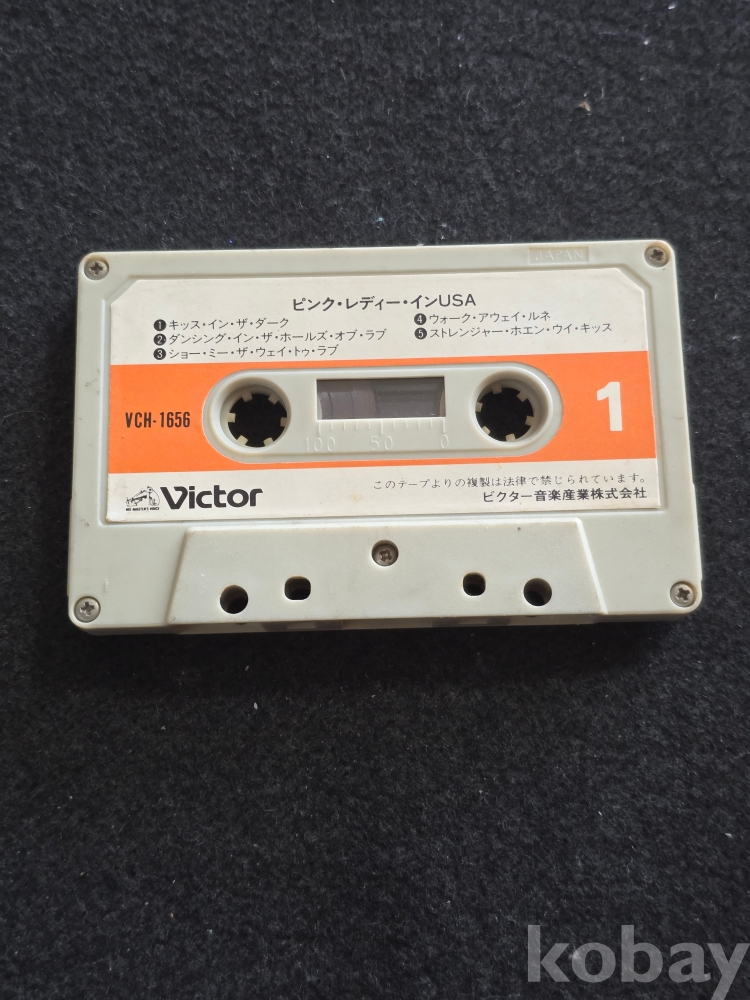 JAPAN
ピンク・レディー・インUSA
❶キッス・イン・ザ・ダーク
❷ダンシング・イン・ザ・ホールズ・オブ・ラブ
❸ショー・ミー・ザ・ウェイ・トゥ・ラブ
❹ウォーク・アウェイ・ルネ
❺ストレンジャー・ホエン・ウイ・キッス
VCH-1656
100 50 0
1
HIS MASTER'S VOICE
Victor
このテープよりの複製は法律で禁じられています。
ビクター音楽産業株式会社
kobay